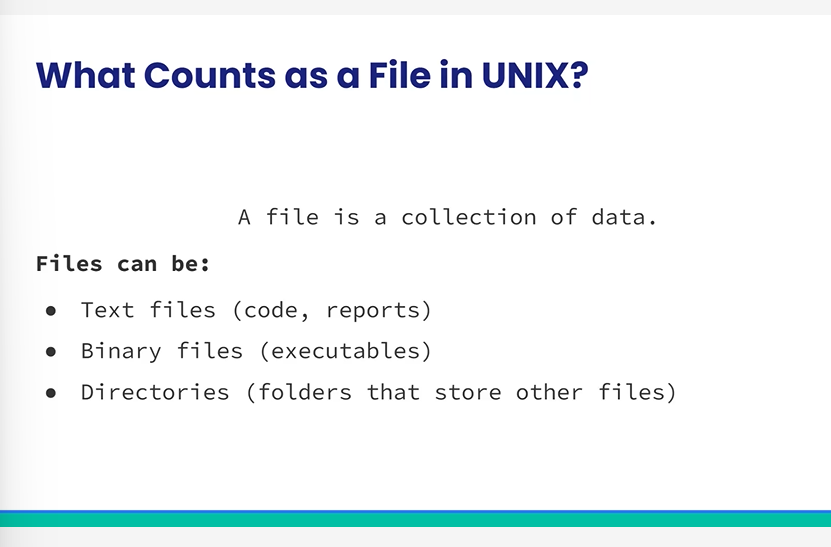 What Counts as a File in UNIX?
A file is a collection of data.
Files can be:
● Text files (code, reports)
● Binary files (executables)
● Directories (folders that store other files)